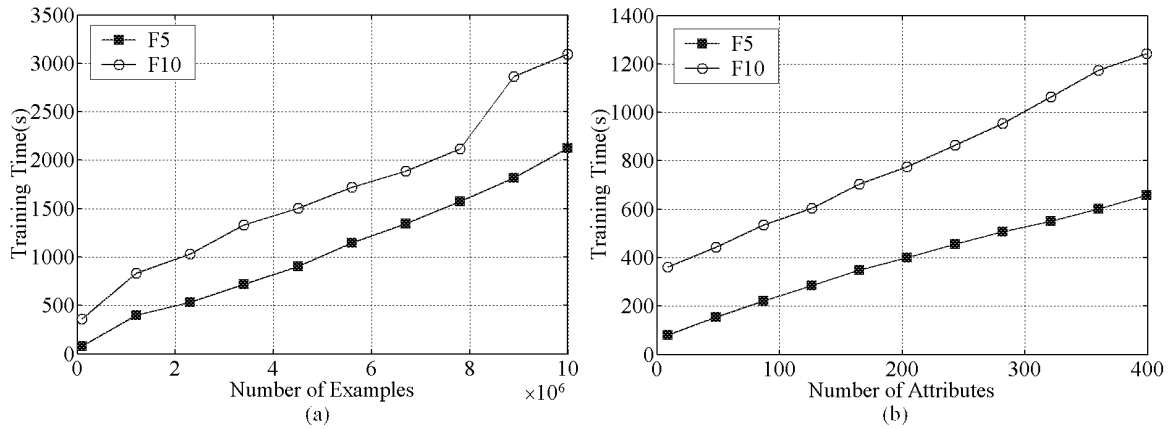 3500
3000
2500
2000
1500
1000
500
0
Training Time(s)
F5
F10
0
2
4
6
8
10
×10^6
Number of Examples
(a)
1400
1200
1000
800
600
400
200
0
Training Time(s)
F5
F10
0
100
200
300
400
Number of Attributes
(b)